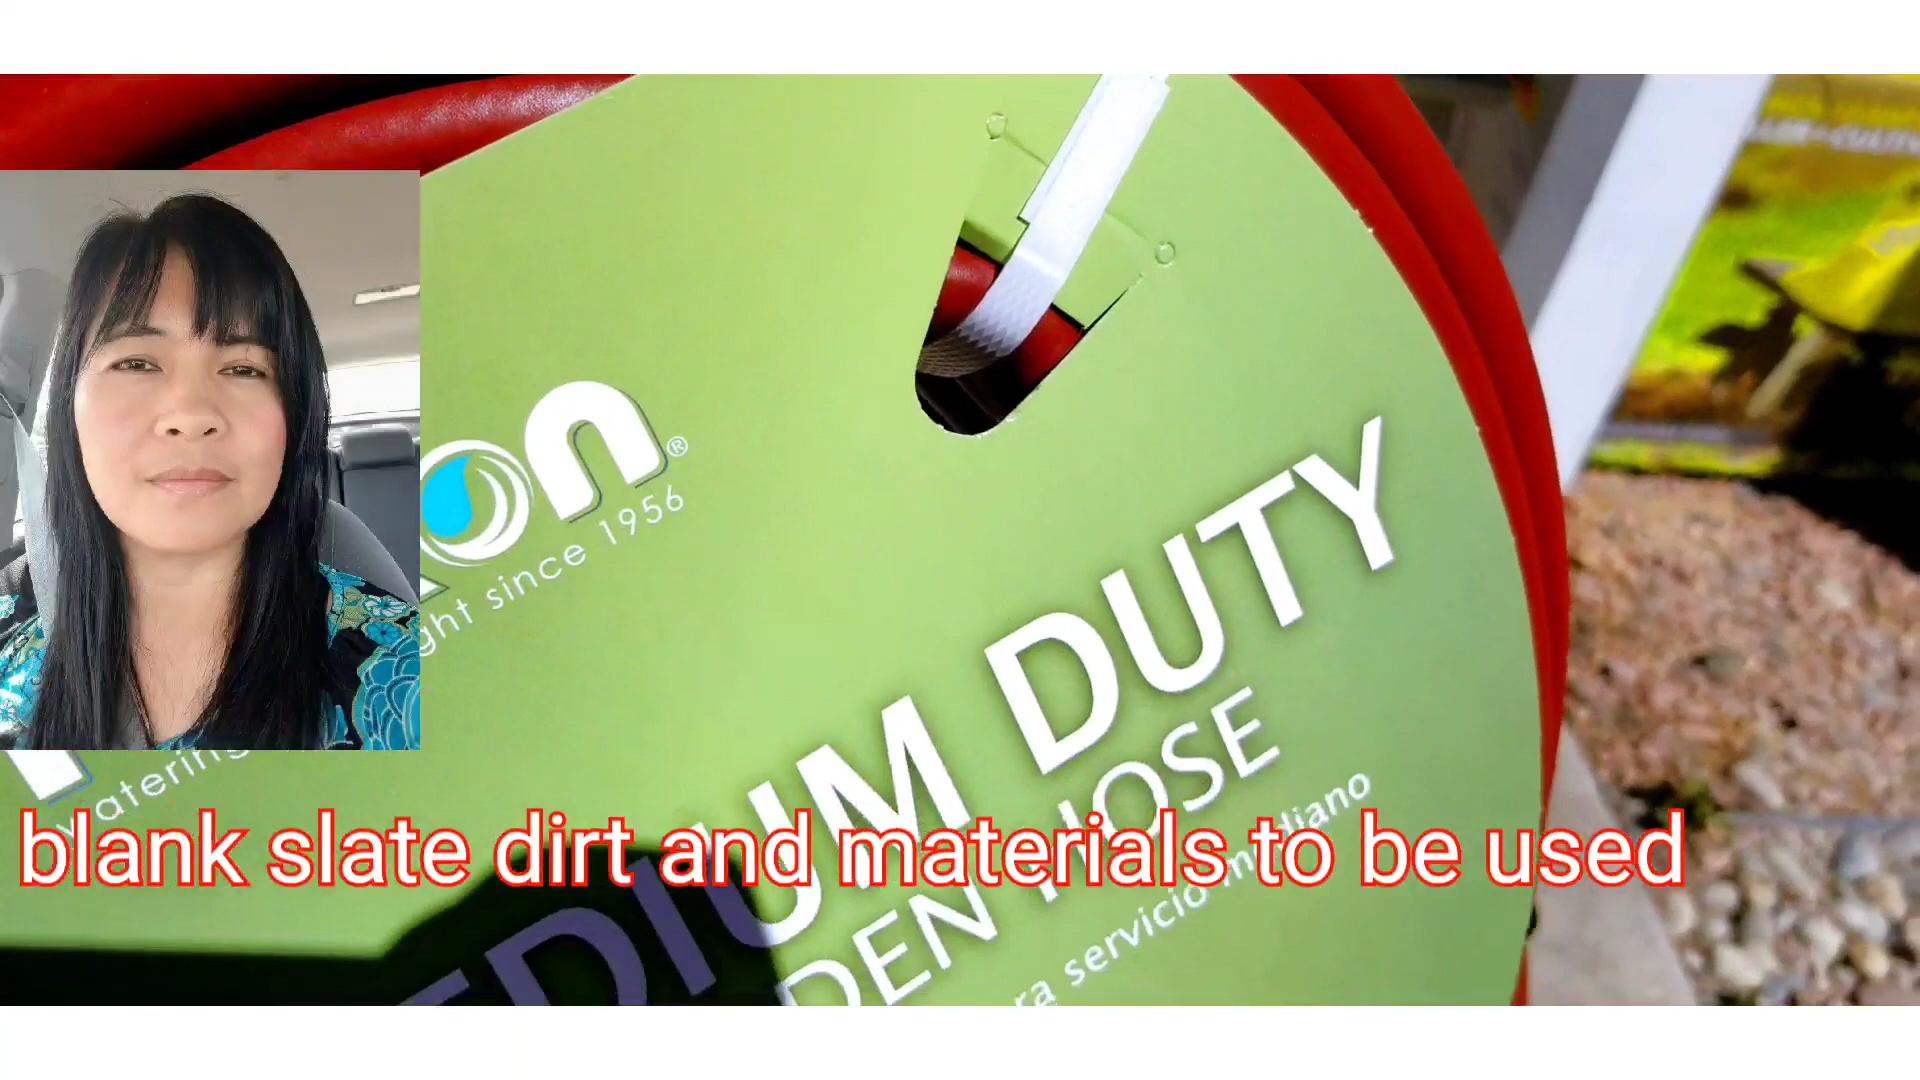 on®
ght since 1956
atering
MEDIUM DUTY
DEN HOSE
ra servicio mediano
blank slate dirt and materials to be used